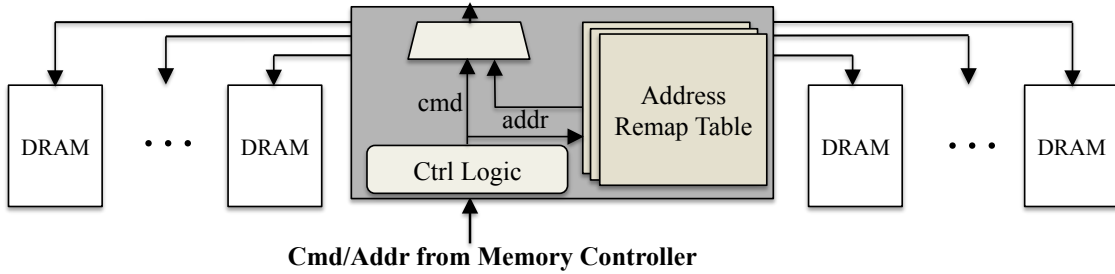 cmd
addr
Address
Remap Table
DRAM
DRAM
DRAM
DRAM
Ctrl Logic
Cmd/Addr from Memory Controller